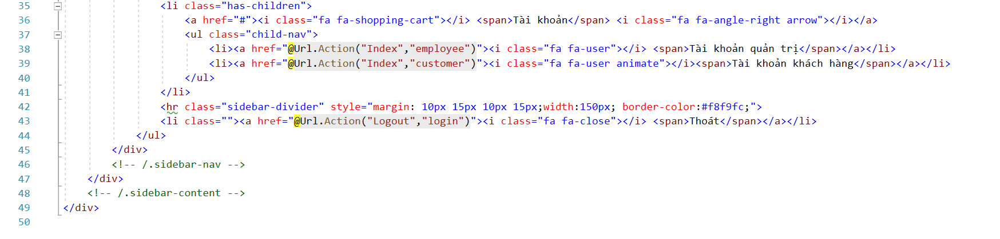 35 <li class="has-children">
36 <a href="#"><i class="fa fa-shopping-cart"></i> <span>Tài khoản</span> <i class="fa fa-angle-right arrow"></i></a>
37 <ul class="child-nav">
38 <li><a href="@Url.Action("Index","employee")"><i class="fa fa-user"></i> <span>Tài khoản quản trị</span></a></li>
39 <li><a href="@Url.Action("Index","customer")"><i class="fa fa-user animate"></i><span>Tài khoản khách hàng</span></a></li>
40 </ul>
41 </li>
42 <hr class="sidebar-divider" style="margin: 10px 15px 10px 15px;width:150px; border-color:#f8f9fc;">
43 <li class=""><a href="@Url.Action("Logout","login")"><i class="fa fa-close"></i> <span>Thoát</span></a></li>
44 </ul>
45 </div>
46 <!-- /.sidebar-nav -->
47 </div>
48 <!-- /.sidebar-content -->
49 </div>
50